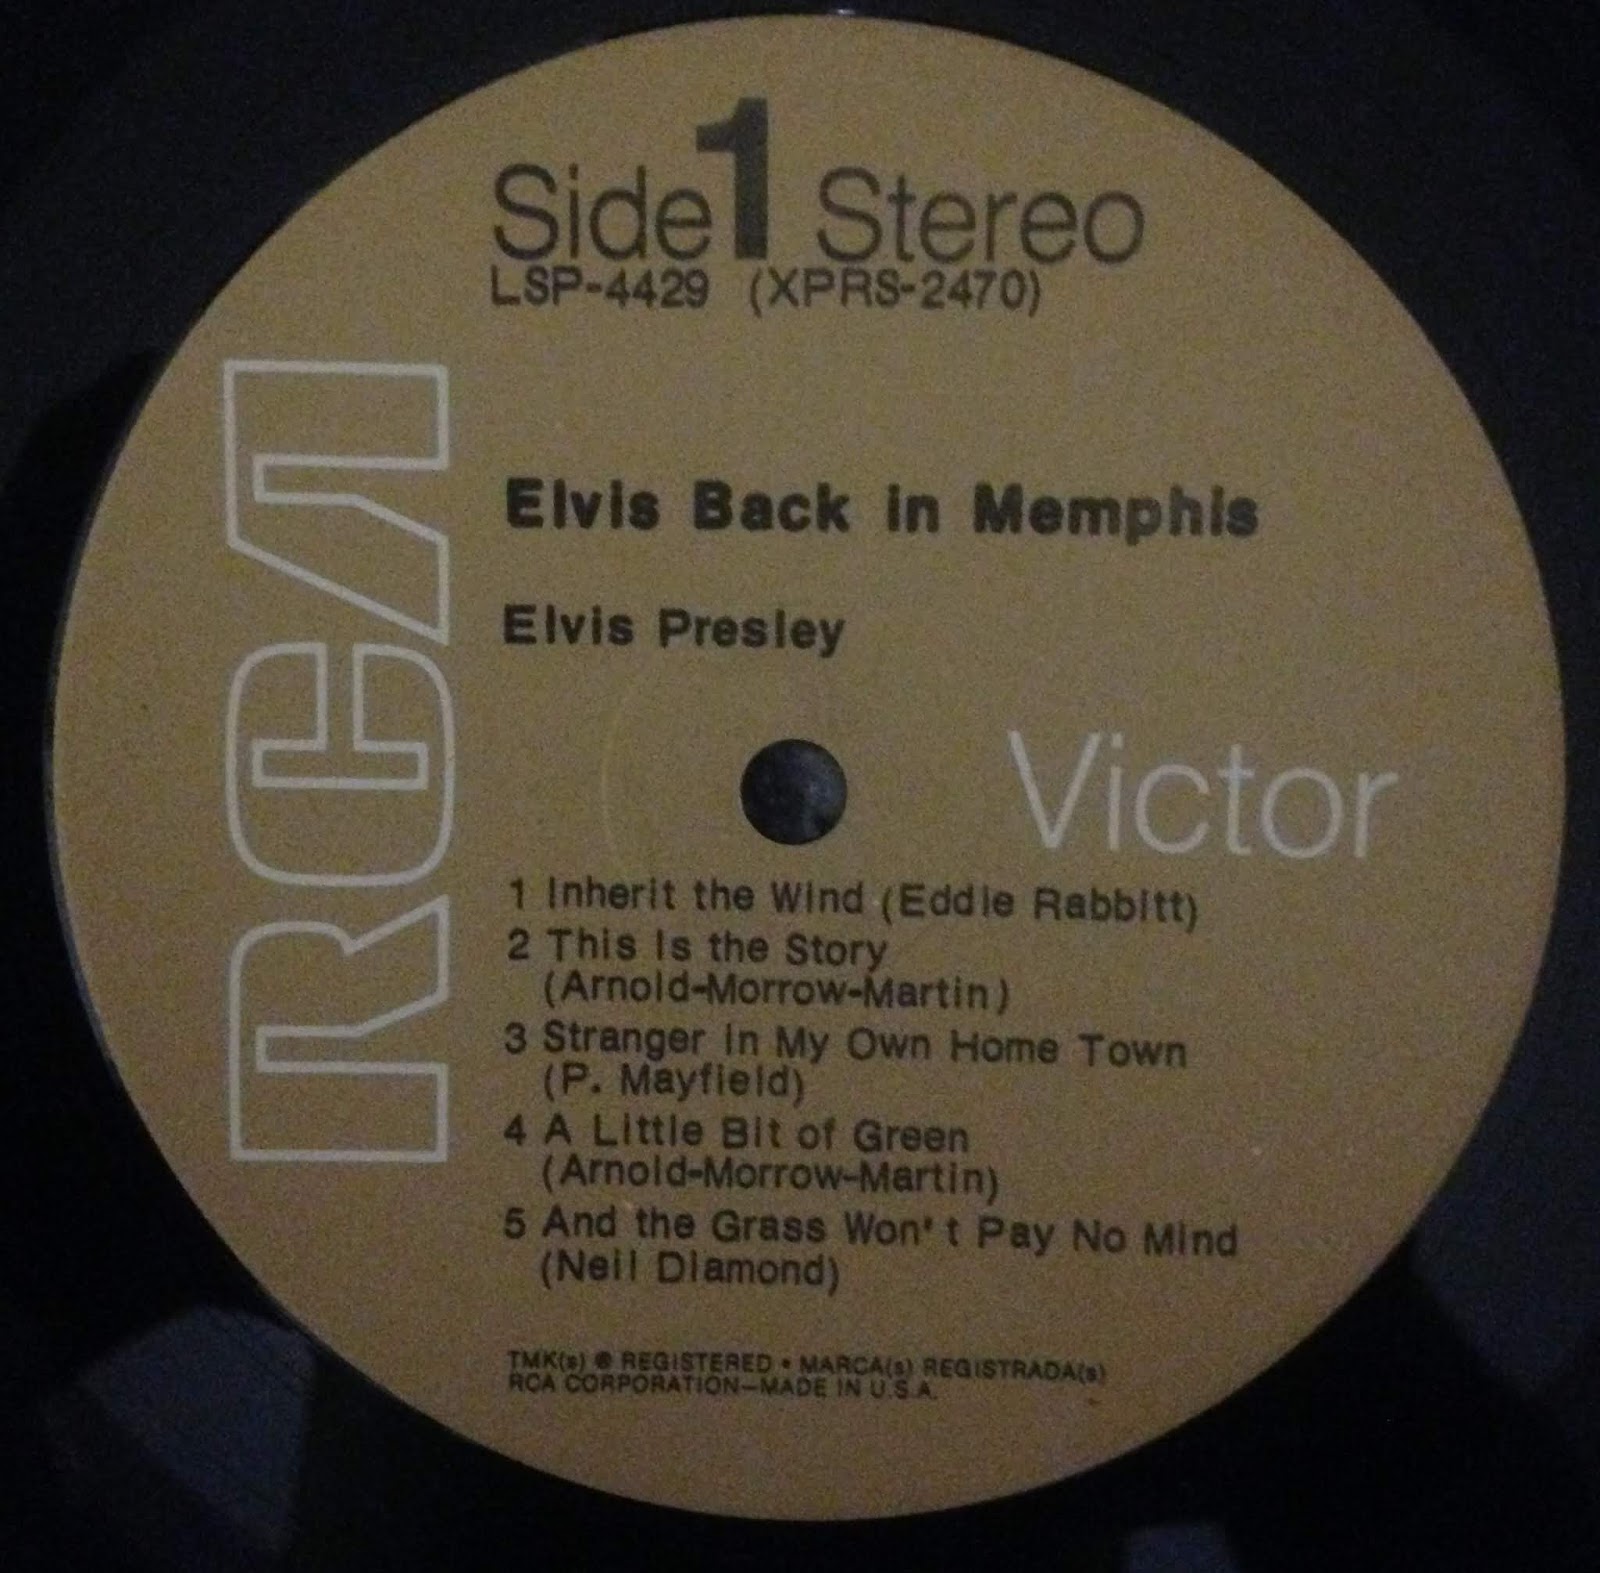 Side 1 Stereo
LSP-4429 (XPRS-2470)
RCA
Elvis Back in Memphis
Elvis Presley
Victor
1 Inherit the Wind (Eddie Rabbitt)
2 This Is the Story
(Arnold-Morrow-Martin)
3 Stranger In My Own Home Town
(P. Mayfield)
4 A Little Bit of Green
(Arnold-Morrow-Martin)
5 And the Grass Won't Pay No Mind
(Neil Diamond)
TMK(s) ® REGISTERED • MARCA(s) REGISTRADA(s)
RCA CORPORATION—MADE IN U.S.A.